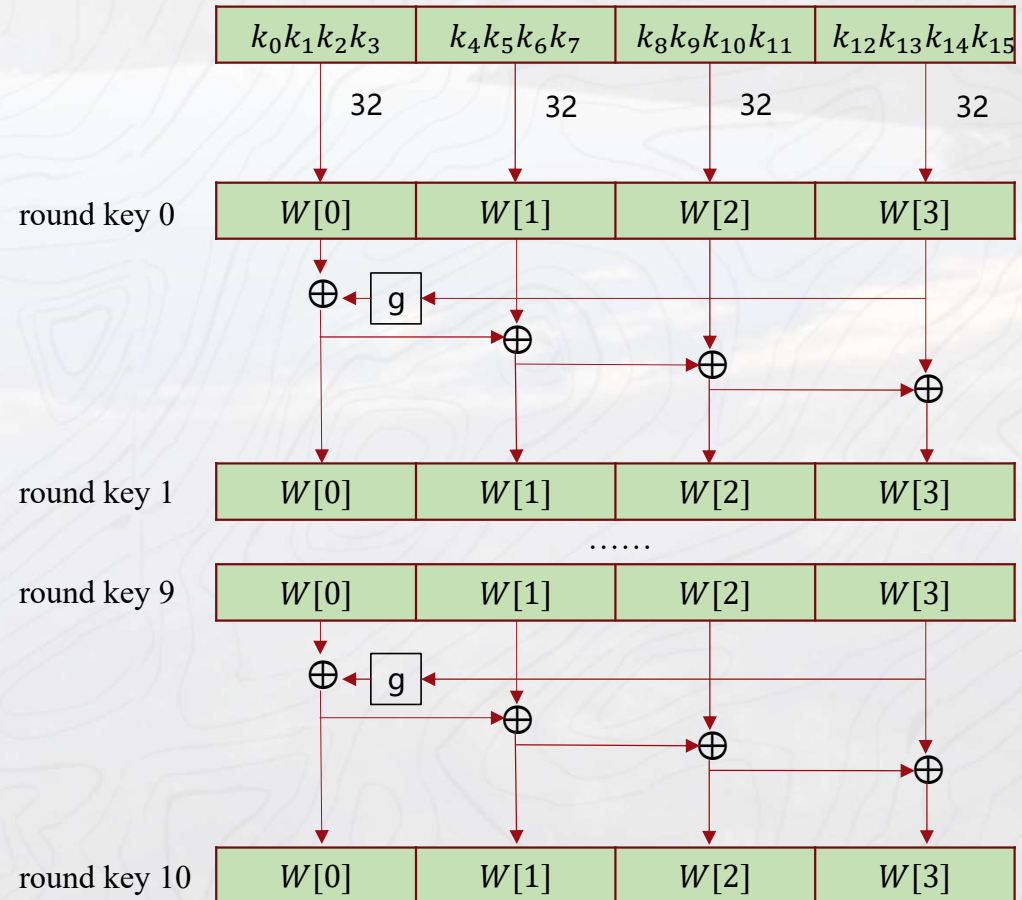 k₀k₁k₂k₃ k₄k₅k₆k₇ k₈k₉k₁₀k₁₁ k₁₂k₁₃k₁₄k₁₅
32 32 32 32
round key 0 W[0] W[1] W[2] W[3]
⊕ g
⊕
⊕
⊕
round key 1 W[0] W[1] W[2] W[3]
……
round key 9 W[0] W[1] W[2] W[3]
⊕ g
⊕
⊕
⊕
round key 10 W[0] W[1] W[2] W[3]